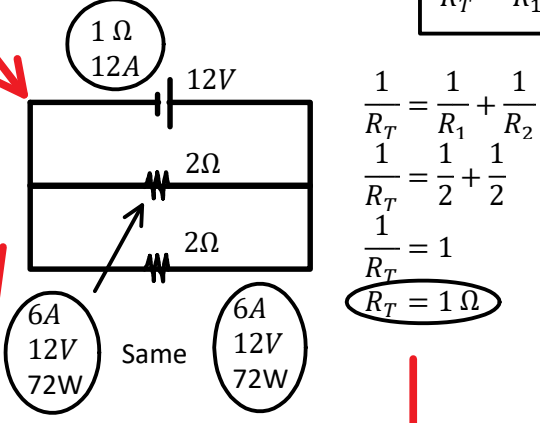 1 Ω
12A
12V
2Ω
2Ω
6A
12V
72W
Same
6A
12V
72W
1/R_T = 1/R_1 + 1/R_2
1/R_T = 1/2 + 1/2
1/R_T = 1
R_T = 1 Ω